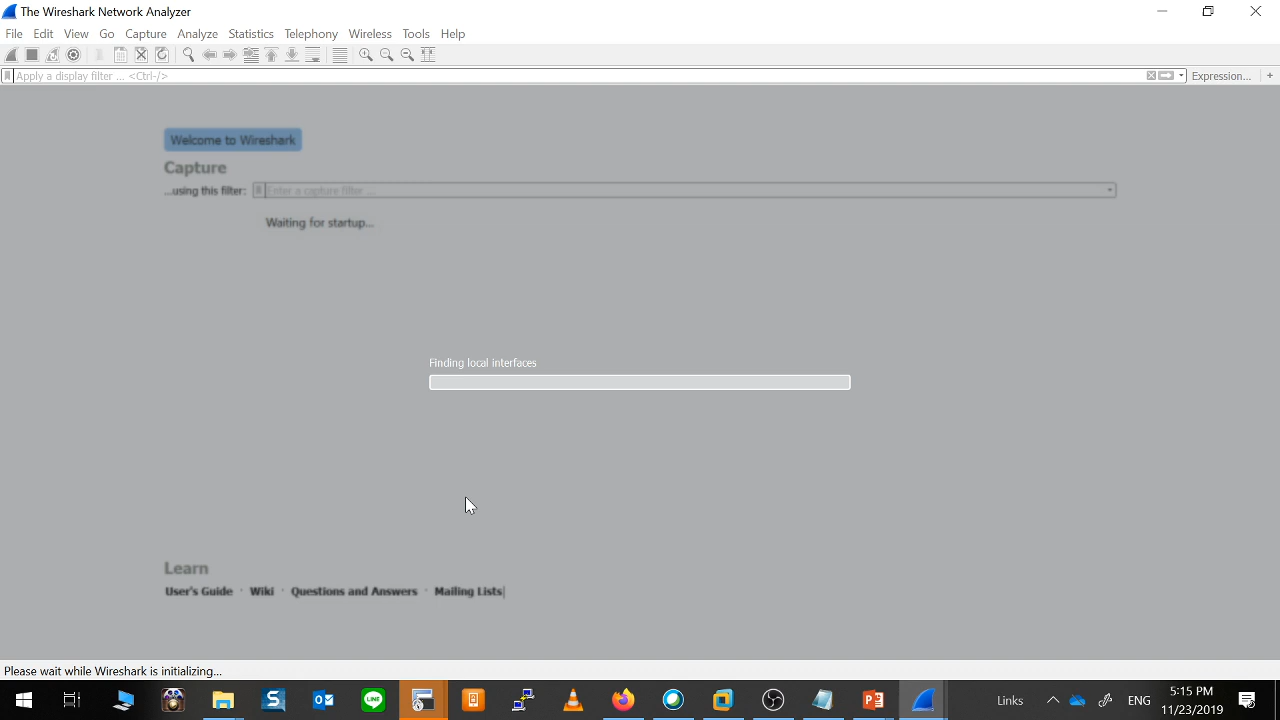 The Wireshark Network Analyzer
File Edit View Go Capture Analyze Statistics Telephony Wireless Tools Help
Apply a display filter ... <Ctrl-/> Expression... +
Welcome to Wireshark
Capture
...using this filter: Enter a capture filter ...
Waiting for startup...
Finding local interfaces
Learn
User's Guide · Wiki · Questions and Answers · Mailing Lists
Please wait while Wireshark is initializing...
Links ENG 5:15 PM
11/23/2019